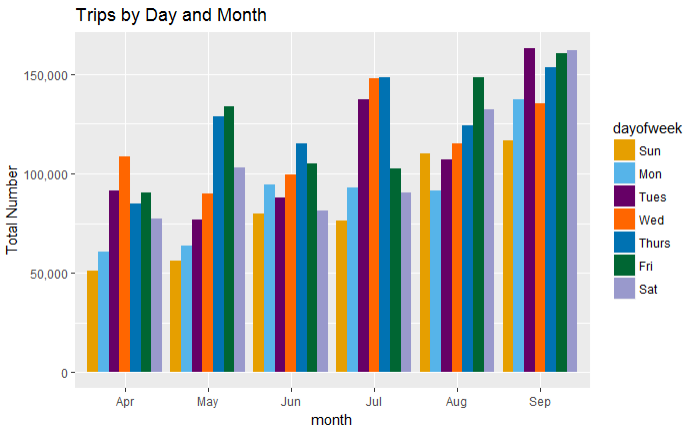 Trips by Day and Month
Total Number
150,000
100,000
50,000
0
Apr May Jun Jul Aug Sep
month
dayofweek
Sun
Mon
Tues
Wed
Thurs
Fri
Sat